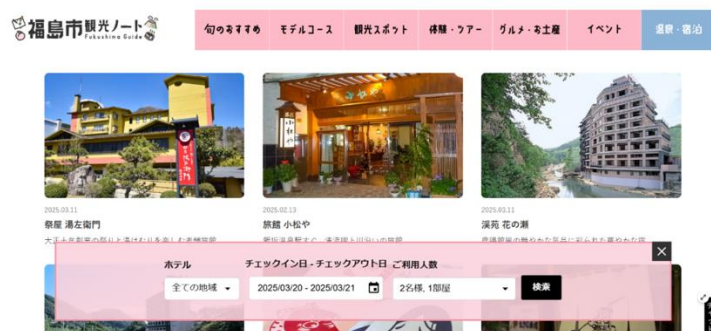 福島市観光ノート
Fukushima Guide
旬のおすすめ
モデルコース
観光スポット
体験・ツアー
グルメ・お土産
イベント
温泉・宿泊
2025.03.11
祭屋 湯左衛門
2025.02.13
旅館 小松や
2025.03.11
渓苑 花の瀬
ホテル
チェックイン日 - チェックアウト日
ご利用人数
全ての地域
2025/03/20 - 2025/03/21
2名様, 1部屋
検索